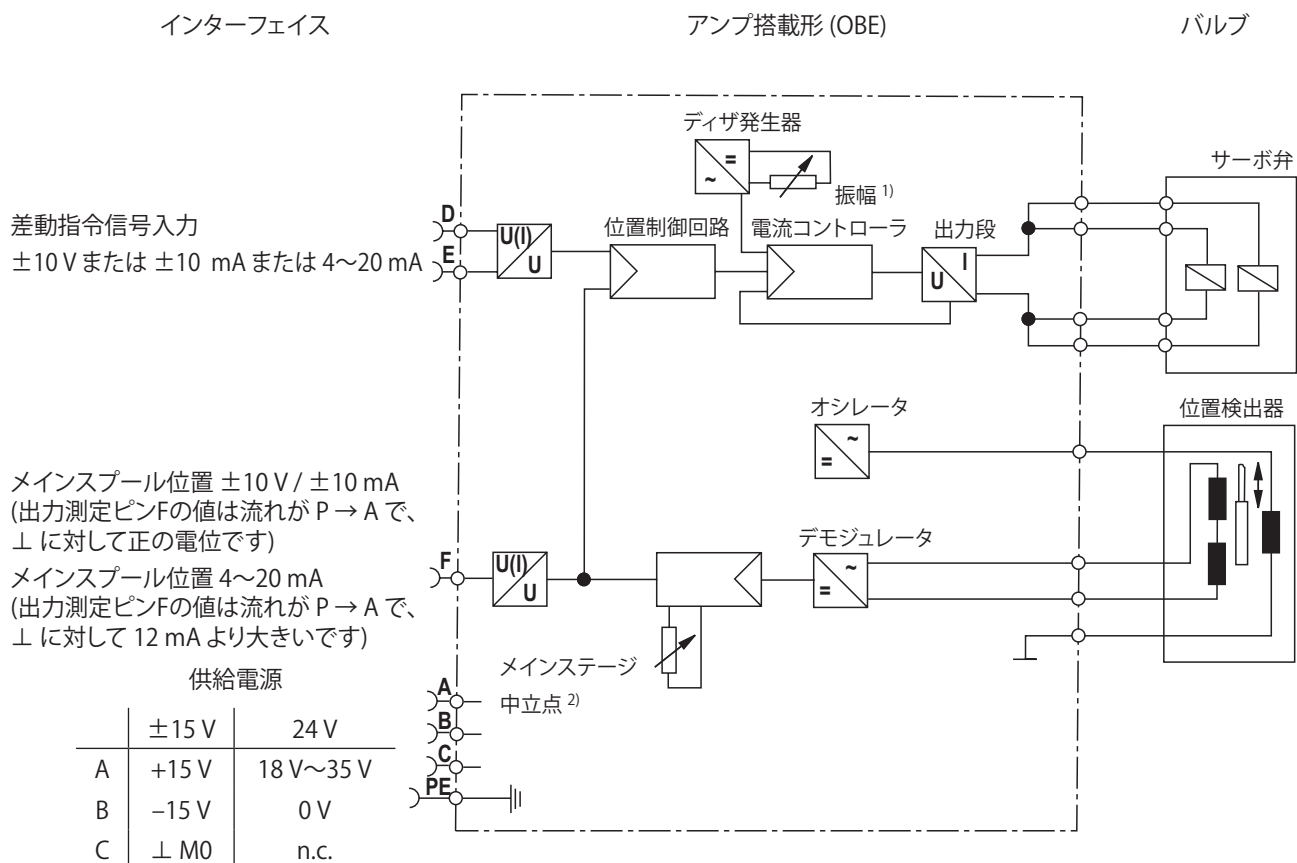 インターフェイス
アンプ搭載形 (OBE)
バルブ
ディザ発生器
=
~
振幅 1)
サーボ弁
差動指令信号入力
±10 V または ±10 mA または 4～20 mA
D
E
U(I)
U
位置制御回路
電流コントローラ
出力段
U
I
オシレータ
~
=
位置検出器
メインスプール位置 ±10 V / ±10 mA
(出力測定ピンFの値は流れが P → A で、
⊥ に対して正の電位です)
メインスプール位置 4～20 mA
(出力測定ピンFの値は流れが P → A で、
⊥ に対して 12 mA より大きいです)
F
U(I)
U
デモジュレータ
~
=
メインステージ
中立点 2)
A
B
C
PE
供給電源
±15 V 24 V
A +15 V 18 V～35 V
B –15 V 0 V
C ⊥ M0 n.c.